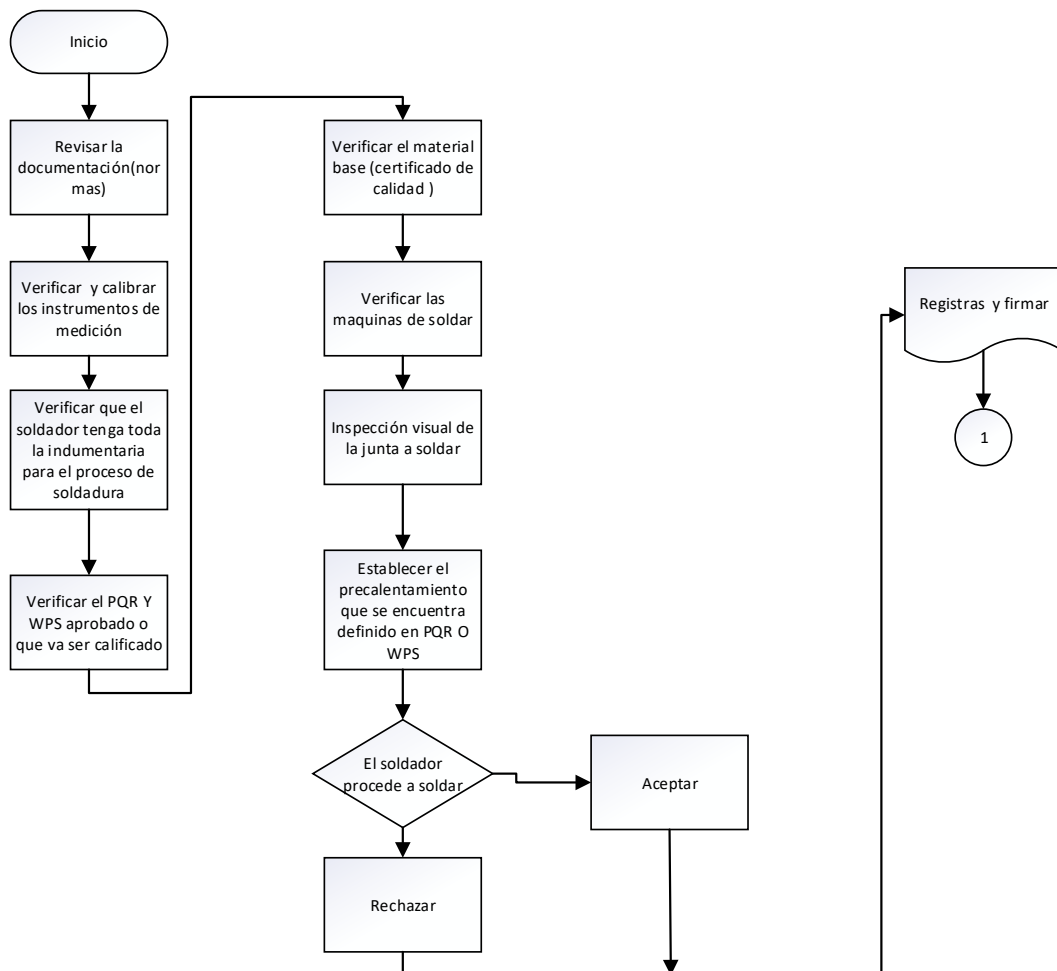 Inicio
Revisar la
documentación(nor
mas)
Verificar y calibrar
los instrumentos de
medición
Verificar que el
soldador tenga toda
la indumentaria
para el proceso de
soldadura
Verificar el PQR Y
WPS aprobado o
que va ser calificado
Verificar el material
base (certificado de
calidad )
Verificar las
maquinas de soldar
Inspección visual de
la junta a soldar
Establecer el
precalentamiento
que se encuentra
definido en PQR O
WPS
El soldador
procede a soldar
Aceptar
Rechazar
Registras y firmar
1